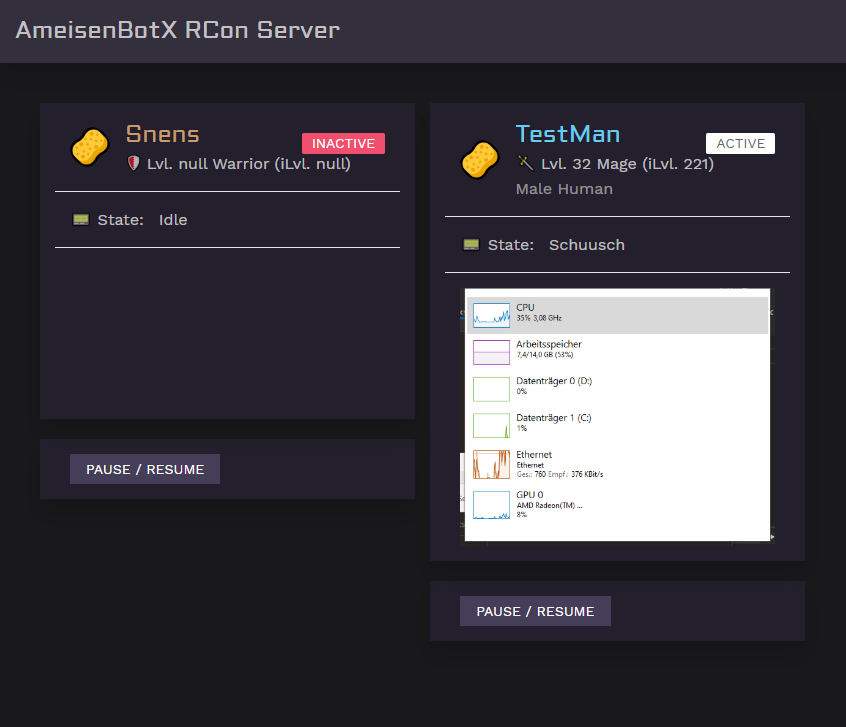 AmeisenBotX RCon Server
Snens
INACTIVE
Lvl. null Warrior (iLvl. null)
State: Idle
PAUSE / RESUME
TestMan
ACTIVE
Lvl. 32 Mage (iLvl. 221)
Male Human
State: Schuusch
CPU
35% 3,08 GHz
Arbeitsspeicher
7,4/14,0 GB (53%)
Datenträger 0 (D:)
0%
Datenträger 1 (C:)
1%
Ethernet
Ethernet
Ges.: 760 Empf.: 376 KBit/s
GPU 0
AMD Radeon(TM) ...
8%
PAUSE / RESUME